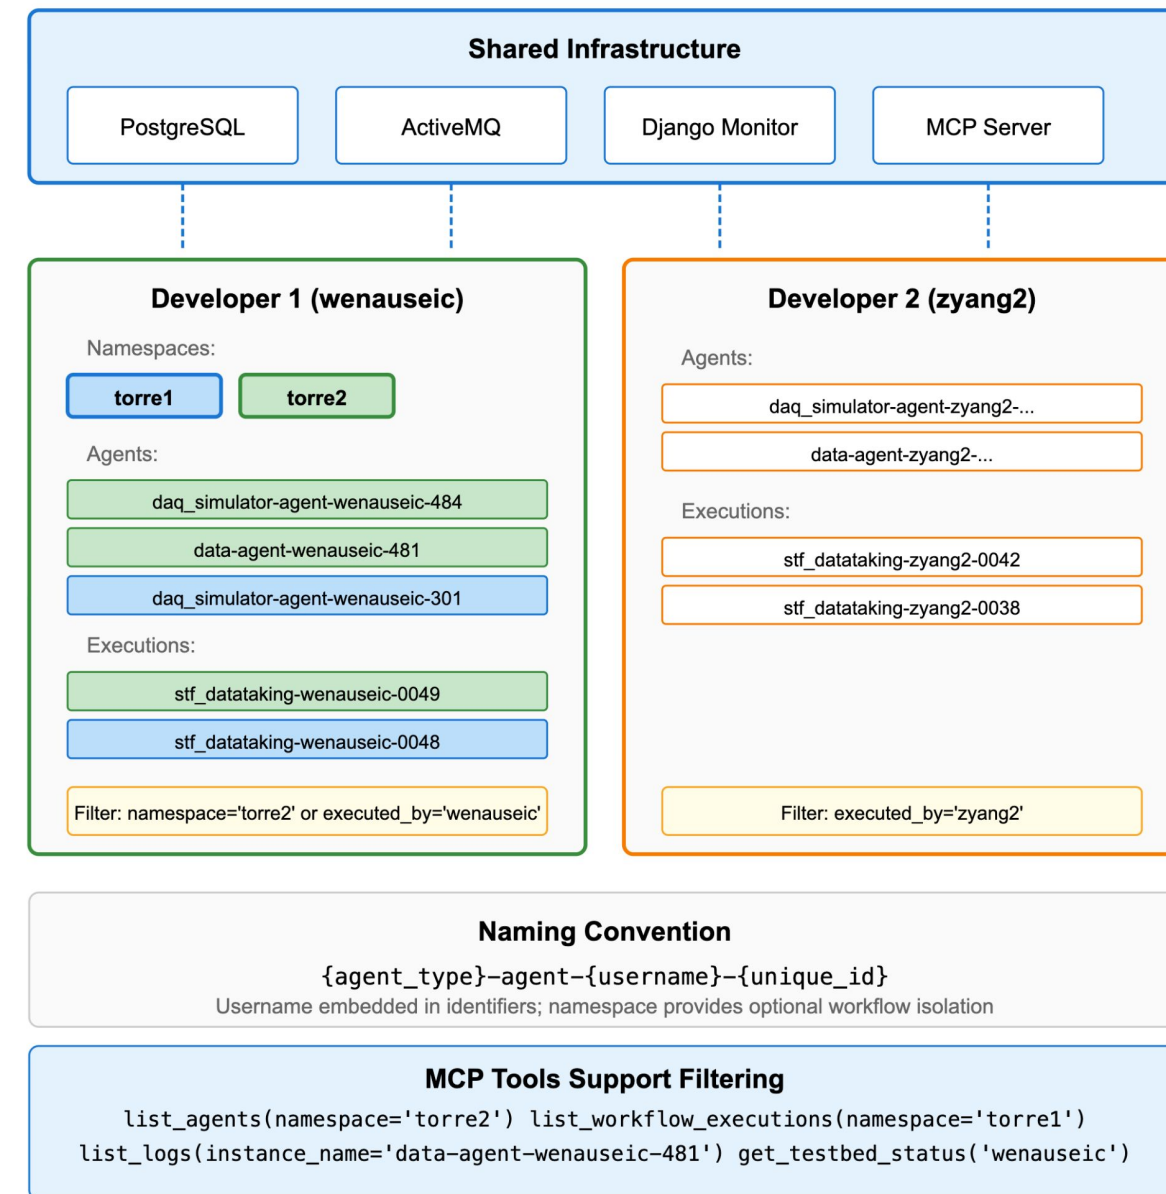 Shared Infrastructure
PostgreSQL
ActiveMQ
Django Monitor
MCP Server
Developer 1 (wenauseic)
Namespaces:
torre1
torre2
Agents:
daq_simulator-agent-wenauseic-484
data-agent-wenauseic-481
daq_simulator-agent-wenauseic-301
Executions:
stf_datataking-wenauseic-0049
stf_datataking-wenauseic-0048
Filter: namespace='torre2' or executed_by='wenauseic'
Developer 2 (zyang2)
Agents:
daq_simulator-agent-zyang2-...
data-agent-zyang2-...
Executions:
stf_datataking-zyang2-0042
stf_datataking-zyang2-0038
Filter: executed_by='zyang2'
Naming Convention
{agent_type}-agent-{username}-{unique_id}
Username embedded in identifiers; namespace provides optional workflow isolation
MCP Tools Support Filtering
list_agents(namespace='torre2') list_workflow_executions(namespace='torre1')
list_logs(instance_name='data-agent-wenauseic-481') get_testbed_status('wenauseic')